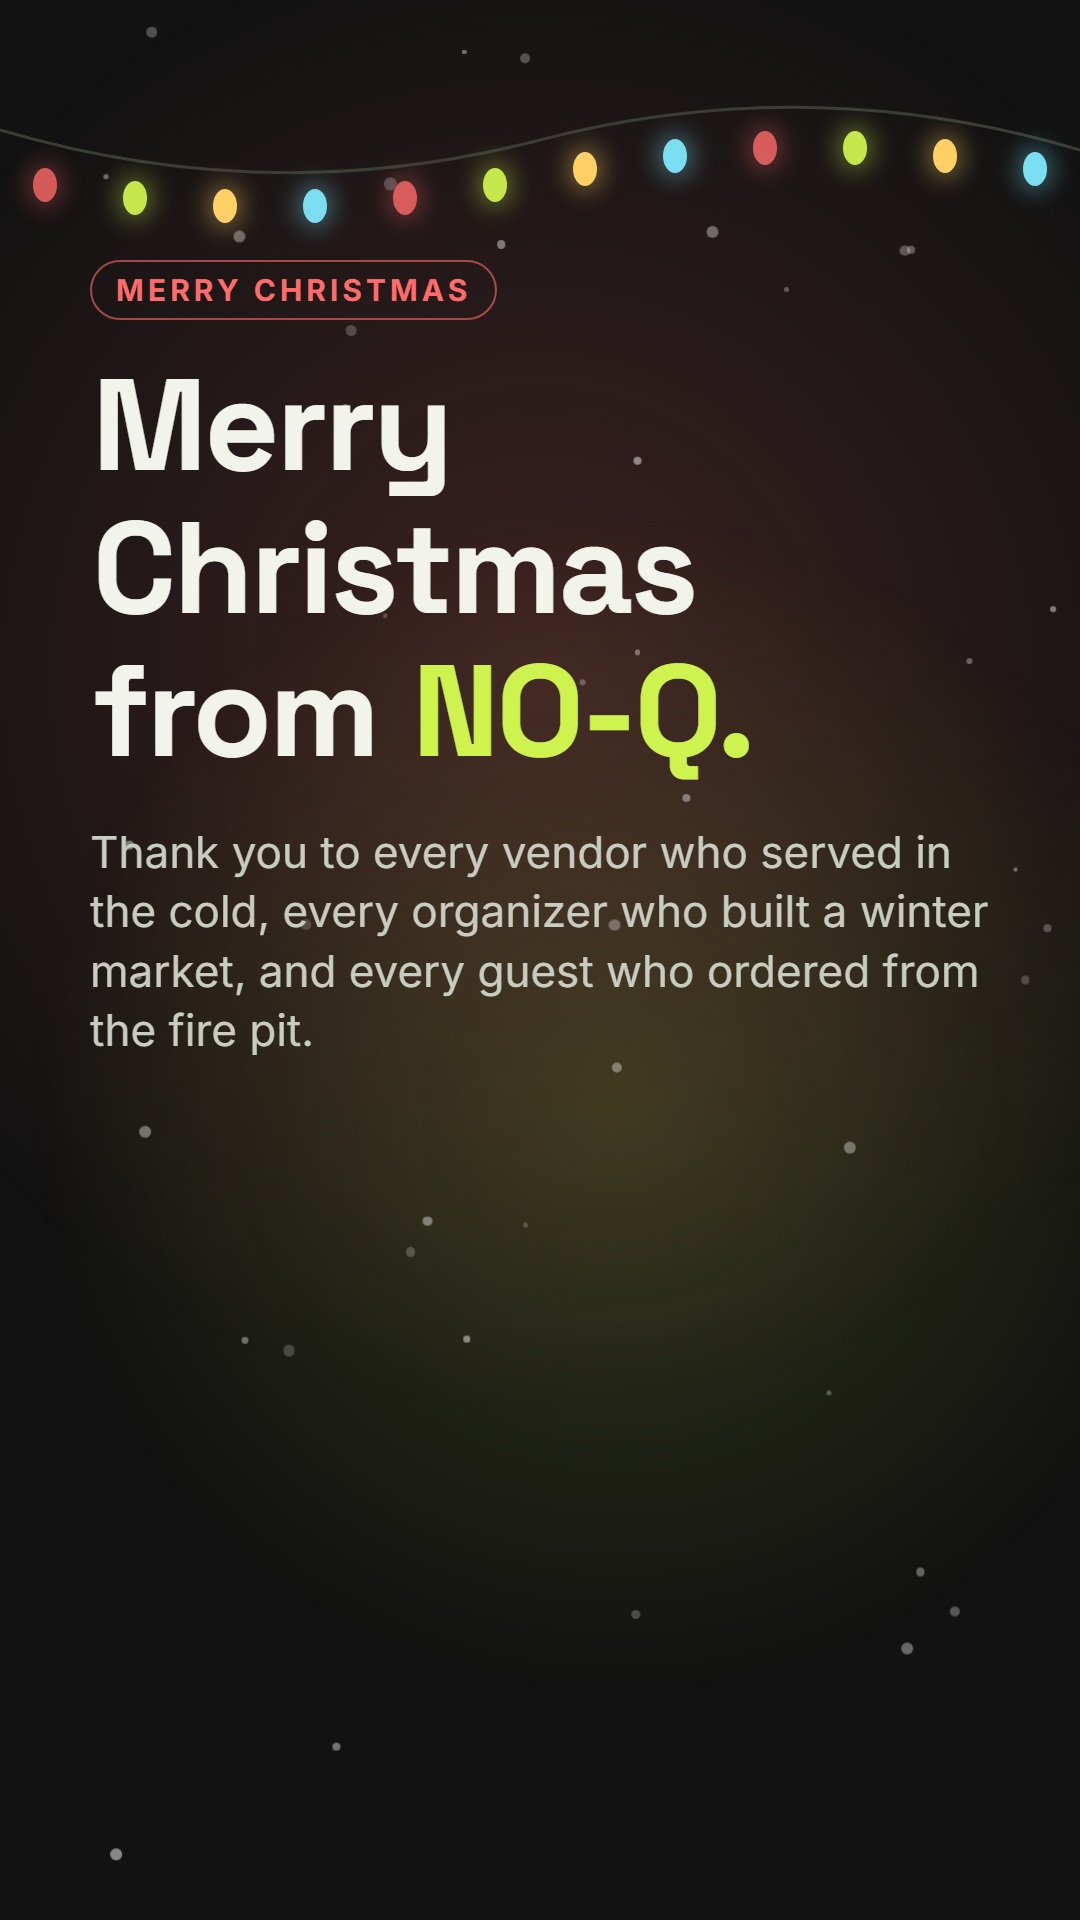 MERRY CHRISTMAS
Merry
Christmas
from NO-Q.
Thank you to every vendor who served in
the cold, every organizer who built a winter
market, and every guest who ordered from
the fire pit.